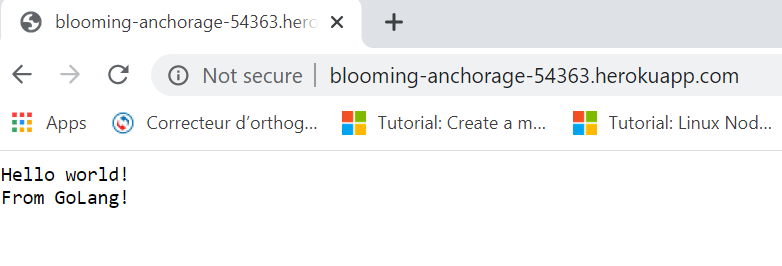 blooming-anchorage-54363.hero
Not secure | blooming-anchorage-54363.herokuapp.com
Apps Correcteur d'orthog... Tutorial: Create a m... Tutorial: Linux Nod...
Hello world!
From GoLang!